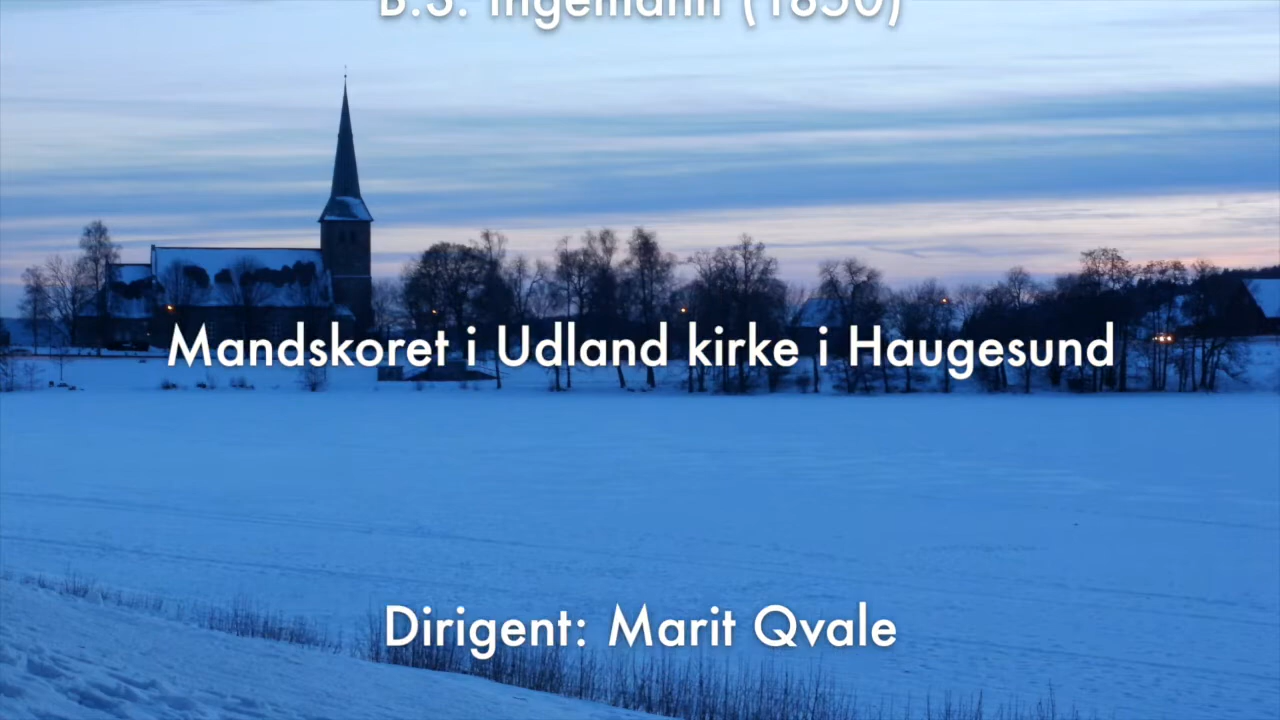 B.S. Ingemann (1850)
Mandskoret i Udland kirke i Haugesund
Dirigent: Marit Qvale